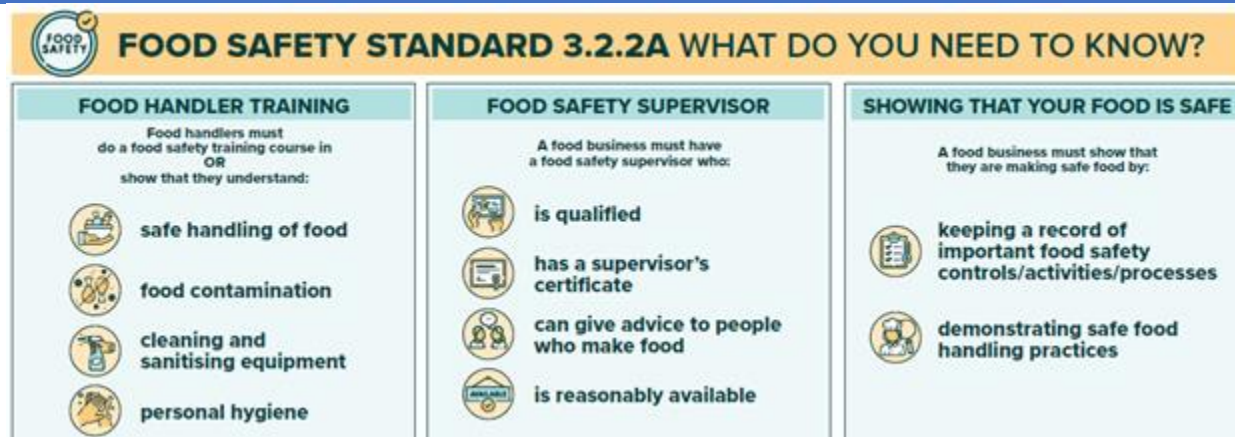 FOOD SAFETY
FOOD SAFETY STANDARD 3.2.2A WHAT DO YOU NEED TO KNOW?
FOOD HANDLER TRAINING
Food handlers must
do a food safety training course in
OR
show that they understand:
safe handling of food
food contamination
cleaning and
sanitising equipment
personal hygiene
FOOD SAFETY SUPERVISOR
A food business must have
a food safety supervisor who:
is qualified
has a supervisor's
certificate
can give advice to people
who make food
AVAILABLE
is reasonably available
SHOWING THAT YOUR FOOD IS SAFE
A food business must show that
they are making safe food by:
keeping a record of
important food safety
controls/activities/processes
demonstrating safe food
handling practices